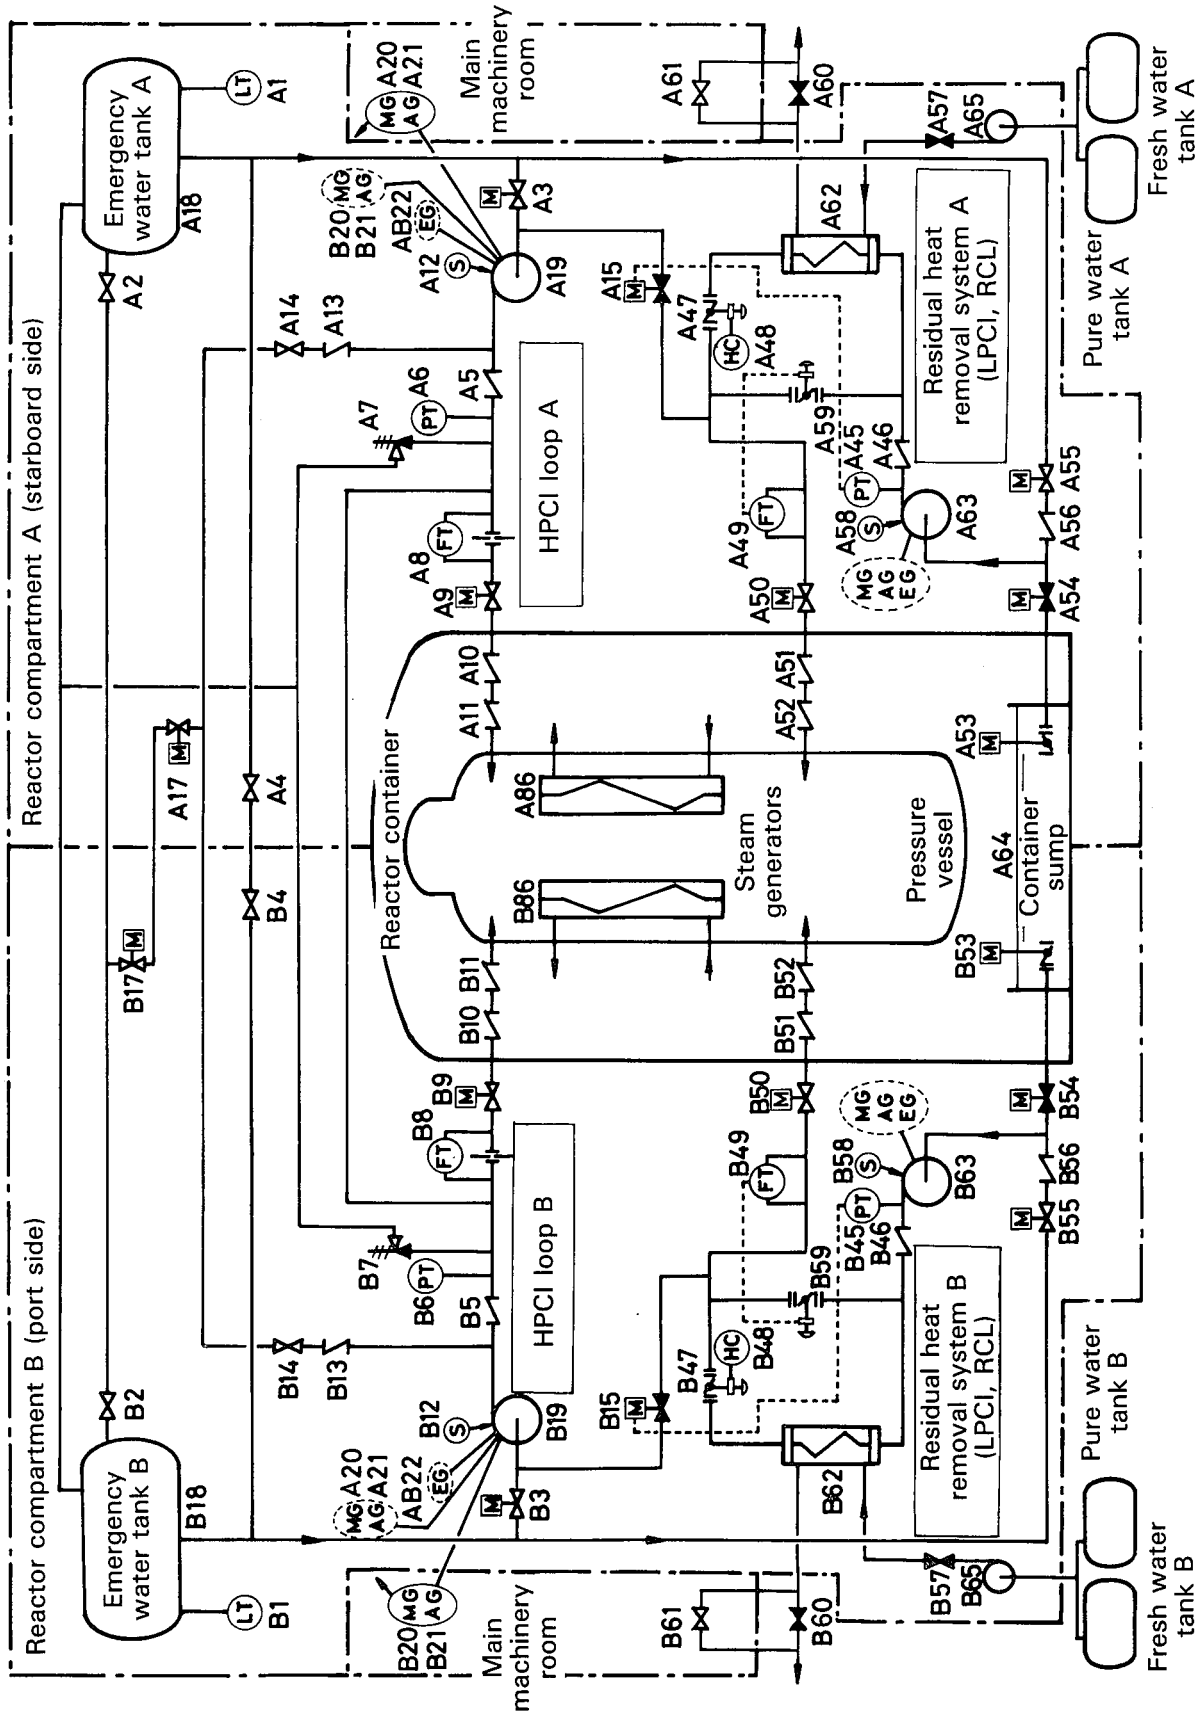 Reactor compartment B (port side)
Reactor compartment A (starboard side)
Emergency
water tank B
B18
LT
B1
B2
Emergency
water tank A
A18
LT
A1
A2
B17
M
A17
M
B4
A4
B14
B13
A14
A13
B7
B6
PT
B5
A7
A6
PT
A5
FT
B8
M
B9
B10
B11
FT
A8
M
A9
A10
A11
HPCI loop B
HPCI loop A
B12
S
B19
MG
AG
A20
A21
AB22
EG
B20
B21
MG
AG
M
B3
A12
S
A19
MG
AG
B20
B21
AB22
EG
MG
AG
A20
A21
M
A3
Main
machinery
room
Main
machinery
room
Reactor container
B86
A86
Steam
generators
Pressure
vessel
A64
Container
sump
B53
M
A53
M
B15
M
B47
HC
B48
B59
B49
FT
M
B50
B51
B52
A15
M
A47
HC
A48
A59
A49
FT
M
A50
A51
A52
B61
B60
B62
A61
A60
A62
B58
S
B45
PT
B46
B63
MG
AG
EG
A58
S
A45
PT
A46
A63
MG
AG
EG
Residual heat
removal system B
(LPCI, RCL)
Residual heat
removal system A
(LPCI, RCL)
M
B54
B56
M
B55
M
A54
A56
M
A55
B57
B65
A57
A65
Pure water
tank B
Fresh water
tank B
Pure water
tank A
Fresh water
tank A